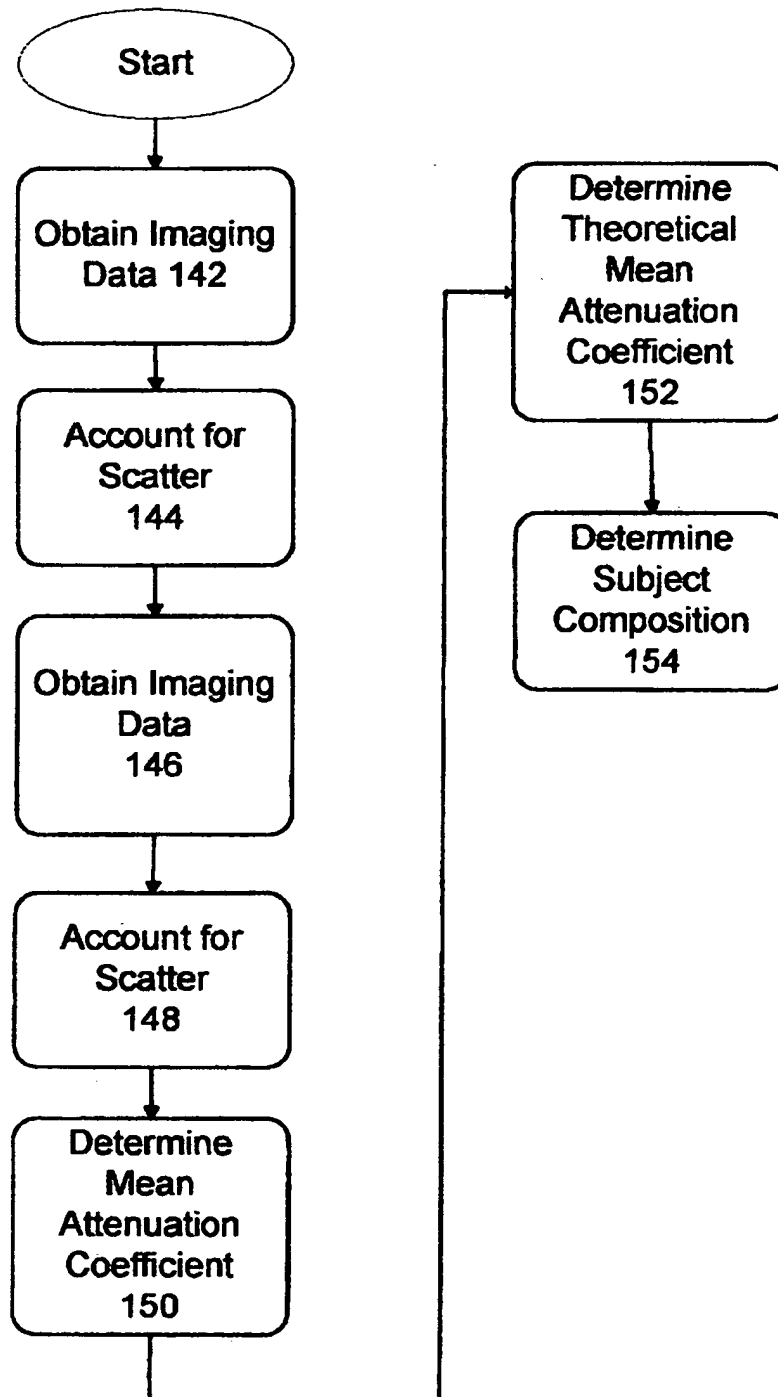 Start
Obtain Imaging
Data 142
Account for
Scatter
144
Obtain Imaging
Data
146
Account for
Scatter
148
Determine
Mean
Attenuation
Coefficient
150
Determine
Theoretical
Mean
Attenuation
Coefficient
152
Determine
Subject
Composition
154